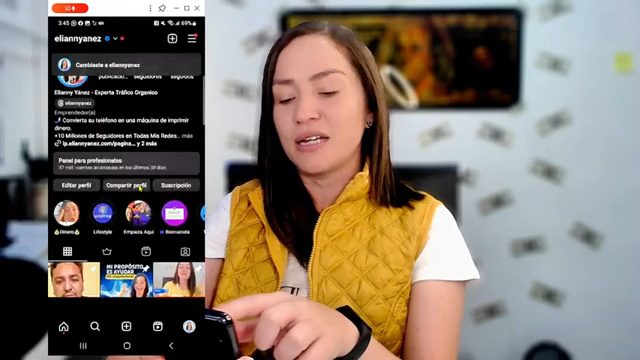 3:45
69%
eliannyanez
Cambiaste a eliannyanez
publicacio... seguidores seguidos
Elianny Yánez - Experta Tráfico Organico
eliannyanez
Emprendedor(a)
Convierta su teléfono en una máquina de imprimir
dinero.
+10 Millones de Seguidores en Todas Mis Redes... más
lp.eliannyanez.com/pagina... y 2 más
Panel para profesionales
37 mil cuentas alcanzadas en los últimos 30 días.
Editar perfil
Compartir perfil
Suscripción
Dinero
Lifestyle
Empieza Aquí
Bienvenida
MI PROPÓSITO
ES AYUDAR